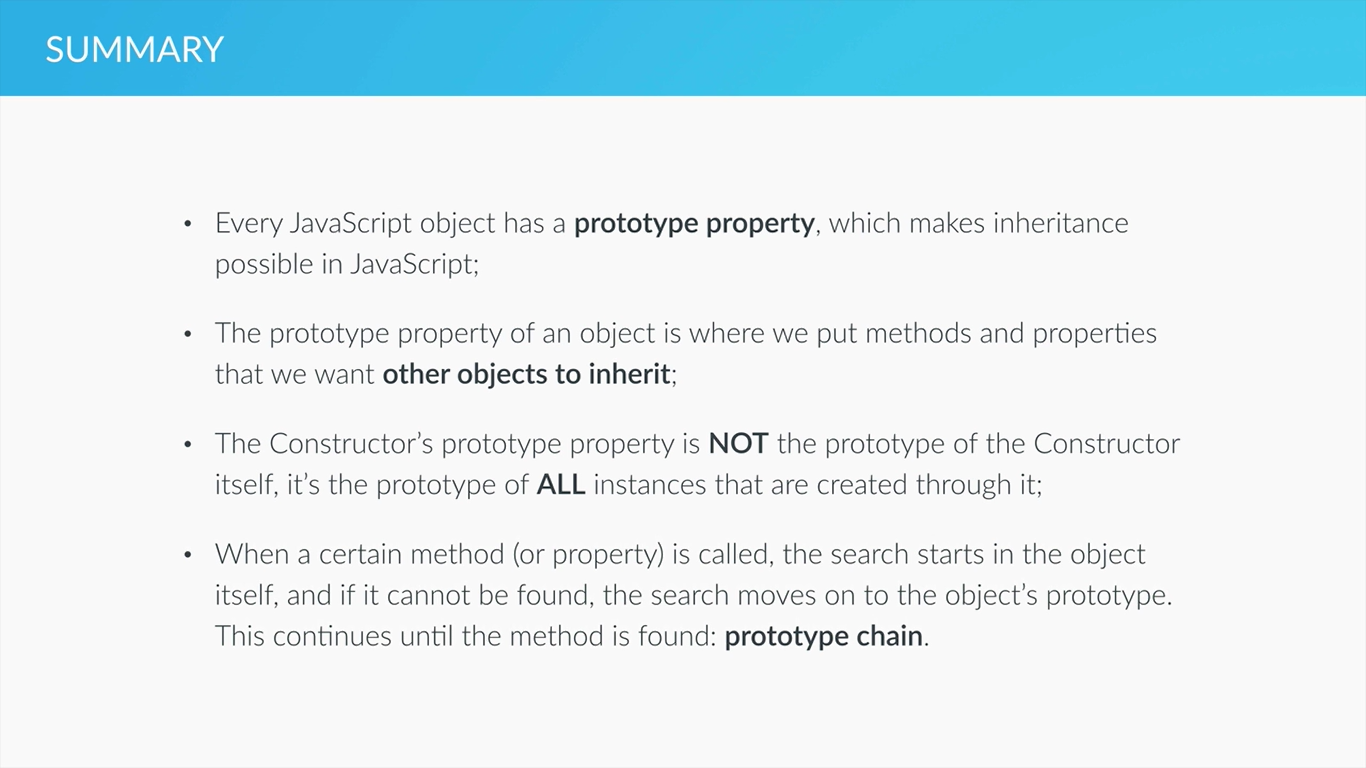 SUMMARY
• Every JavaScript object has a prototype property, which makes inheritance
possible in JavaScript;
• The prototype property of an object is where we put methods and properties
that we want other objects to inherit;
• The Constructor’s prototype property is NOT the prototype of the Constructor
itself, it’s the prototype of ALL instances that are created through it;
• When a certain method (or property) is called, the search starts in the object
itself, and if it cannot be found, the search moves on to the object’s prototype.
This continues until the method is found: prototype chain.